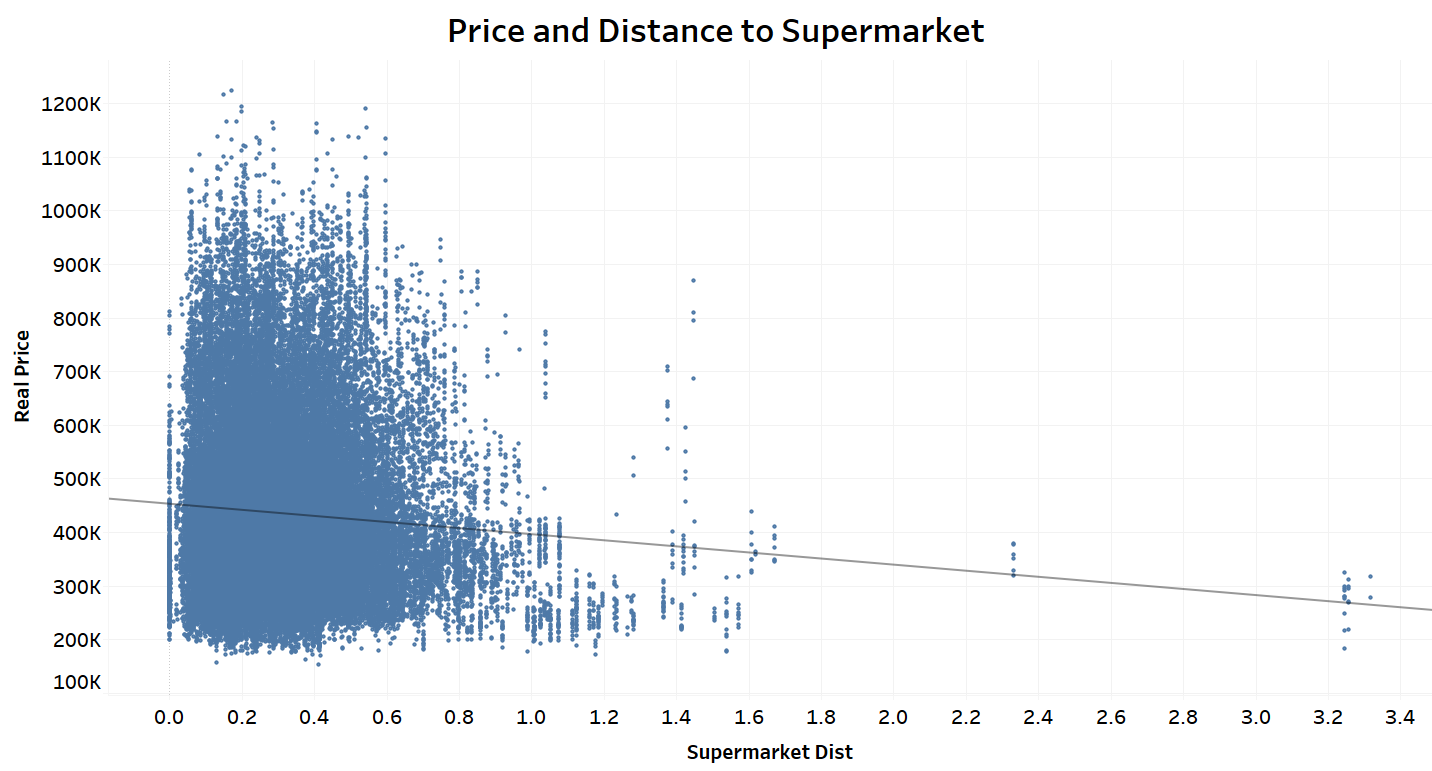 Price and Distance to Supermarket
1200K
1100K
1000K
900K
800K
700K
600K
500K
400K
300K
200K
100K
Real Price
0.0 0.2 0.4 0.6 0.8 1.0 1.2 1.4 1.6 1.8 2.0 2.2 2.4 2.6 2.8 3.0 3.2 3.4
Supermarket Dist